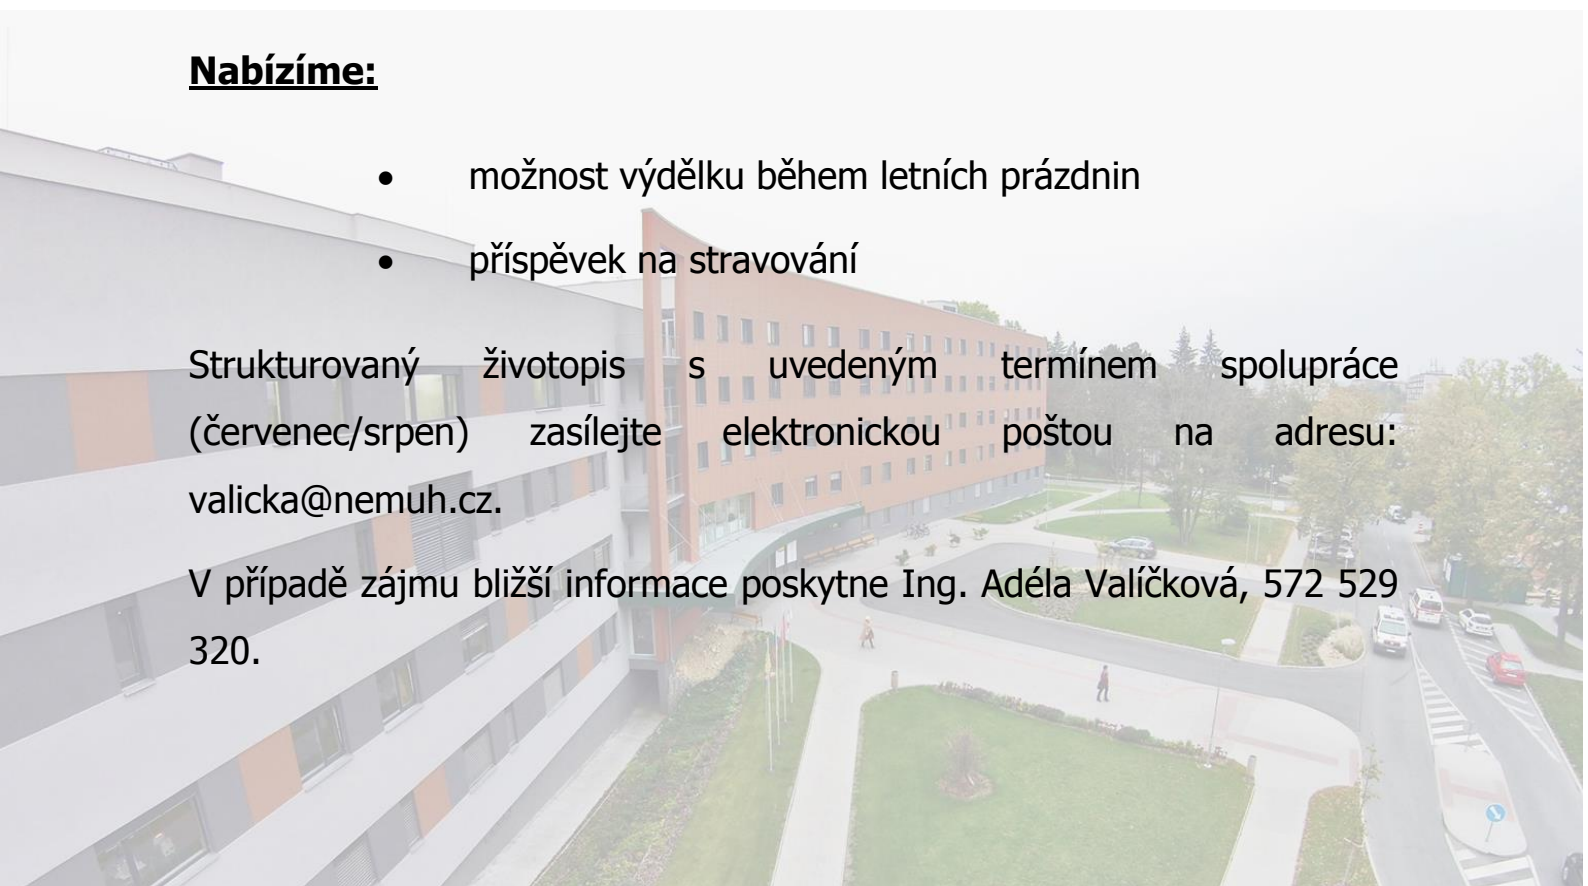 Nabízíme:
• možnost výdělku během letních prázdnin
• příspěvek na stravování
Strukturovaný životopis s uvedeným termínem spolupráce
(červenec/srpen) zasílejte elektronickou poštou na adresu:
valicka@nemuh.cz.
V případě zájmu bližší informace poskytne Ing. Adéla Valíčková, 572 529
320.